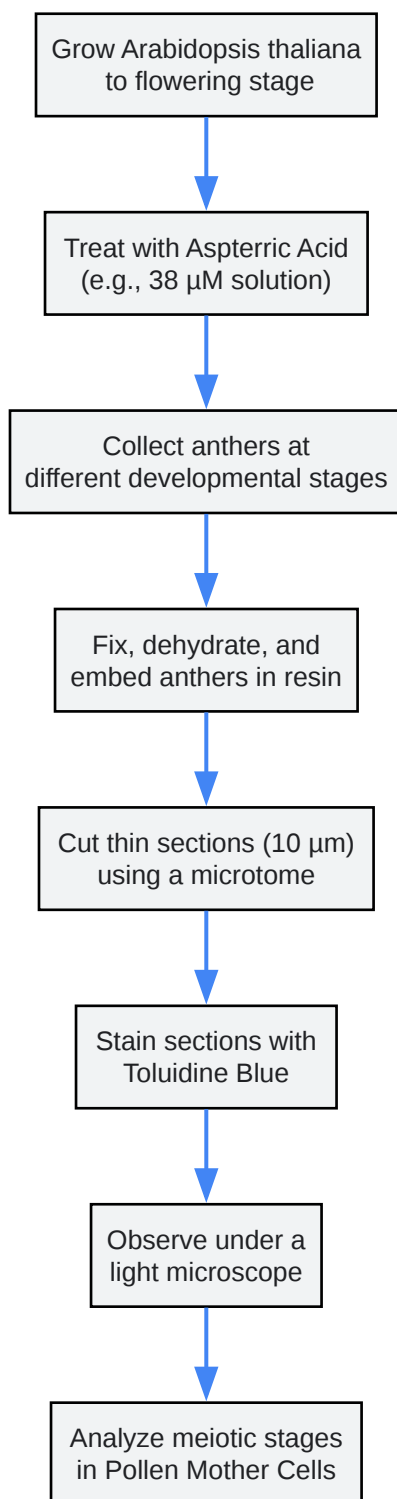 Grow Arabidopsis thaliana
to flowering stage
Treat with Aspterric Acid
(e.g., 38 µM solution)
Collect anthers at
different developmental stages
Fix, dehydrate, and
embed anthers in resin
Cut thin sections (10 µm)
using a microtome
Stain sections with
Toluidine Blue
Observe under a
light microscope
Analyze meiotic stages
in Pollen Mother Cells